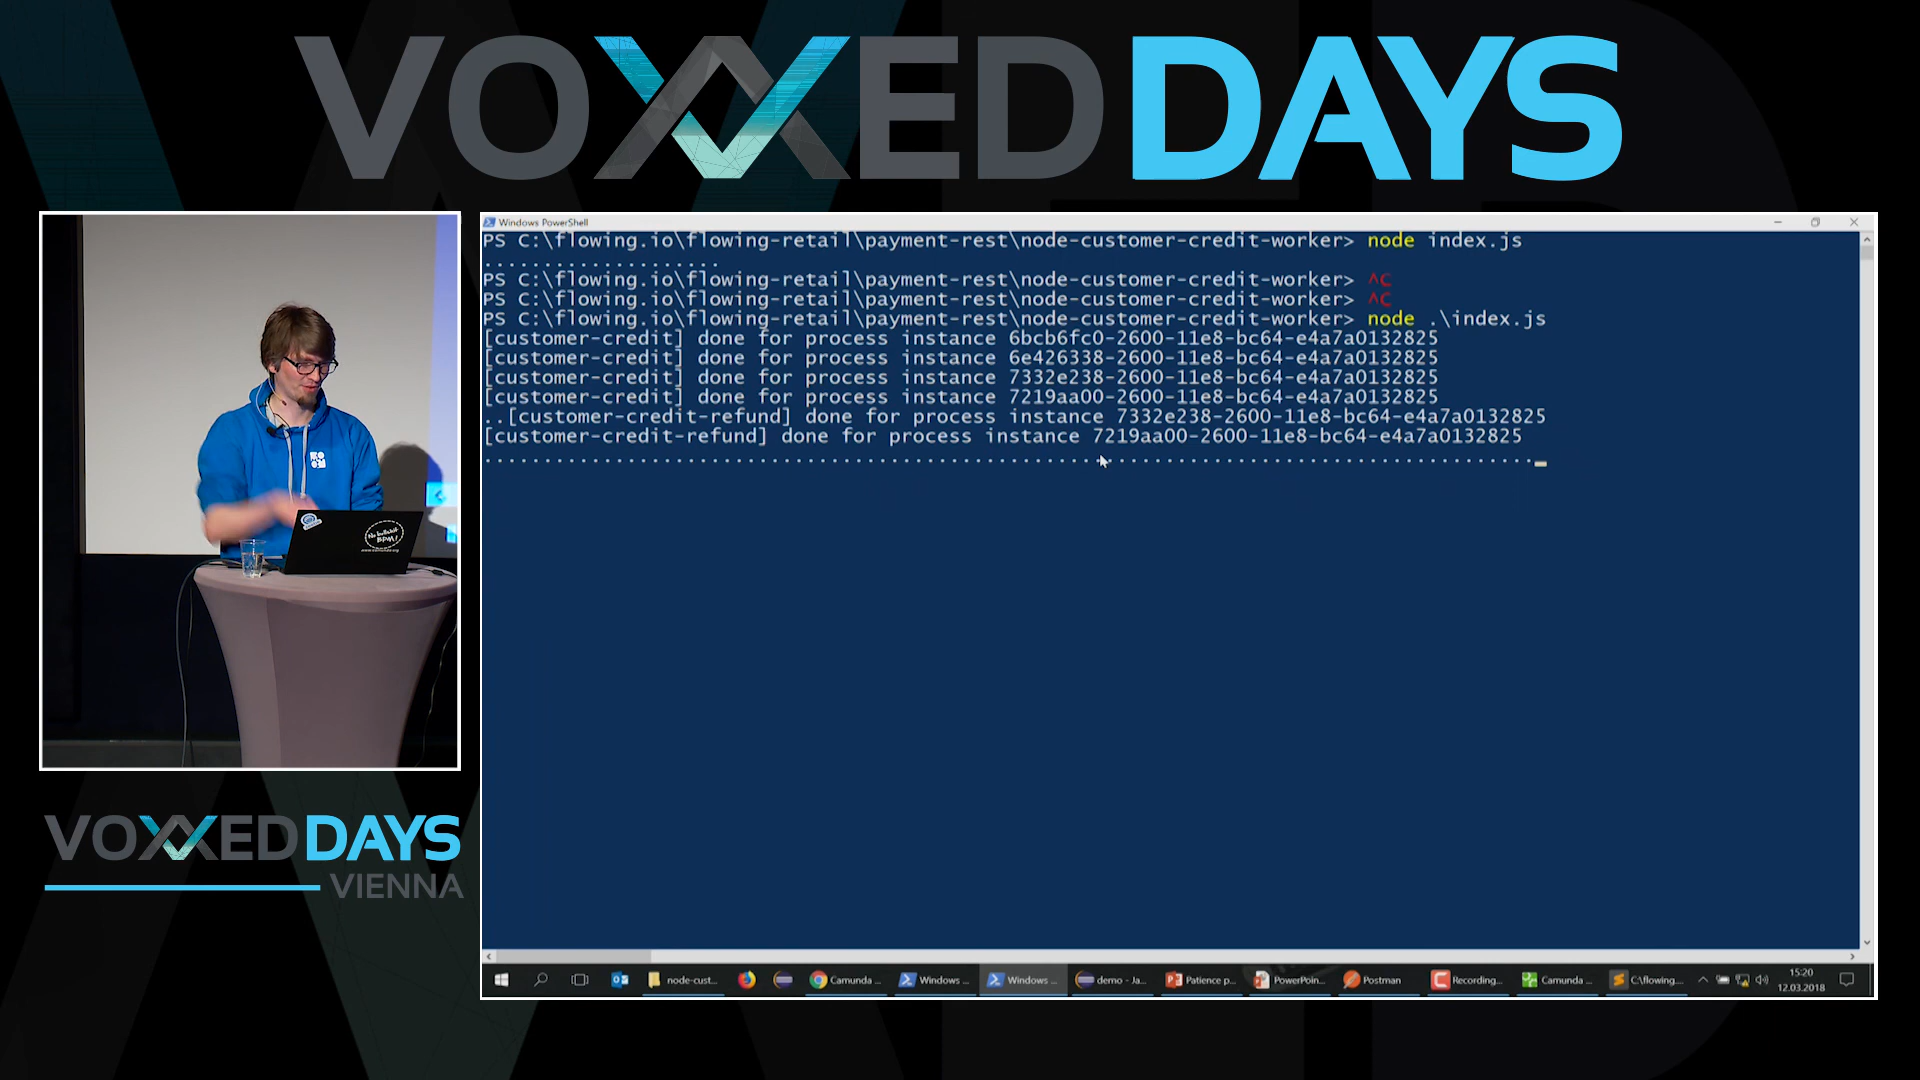 VOXXED DAYS
Windows PowerShell
PS C:\flowing.io\flowing-retail\payment-rest\node-customer-credit-worker> node index.js
....................
PS C:\flowing.io\flowing-retail\payment-rest\node-customer-credit-worker> ^C
PS C:\flowing.io\flowing-retail\payment-rest\node-customer-credit-worker> ^C
PS C:\flowing.io\flowing-retail\payment-rest\node-customer-credit-worker> node .\index.js
[customer-credit] done for process instance 6bcb6fc0-2600-11e8-bc64-e4a7a0132825
[customer-credit] done for process instance 6e426338-2600-11e8-bc64-e4a7a0132825
[customer-credit] done for process instance 7332e238-2600-11e8-bc64-e4a7a0132825
[customer-credit] done for process instance 7219aa00-2600-11e8-bc64-e4a7a0132825
..[customer-credit-refund] done for process instance 7332e238-2600-11e8-bc64-e4a7a0132825
[customer-credit-refund] done for process instance 7219aa00-2600-11e8-bc64-e4a7a0132825
........................................................................................
No bullshit
BPM!
www.camunda.org
VOXXED DAYS
VIENNA
node-cust...
Camunda ...
Windows ...
Windows ...
demo - Ja...
Patience p...
PowerPoin...
Postman
Recording...
Camunda ...
C:\flowing....
15:20
12.03.2018